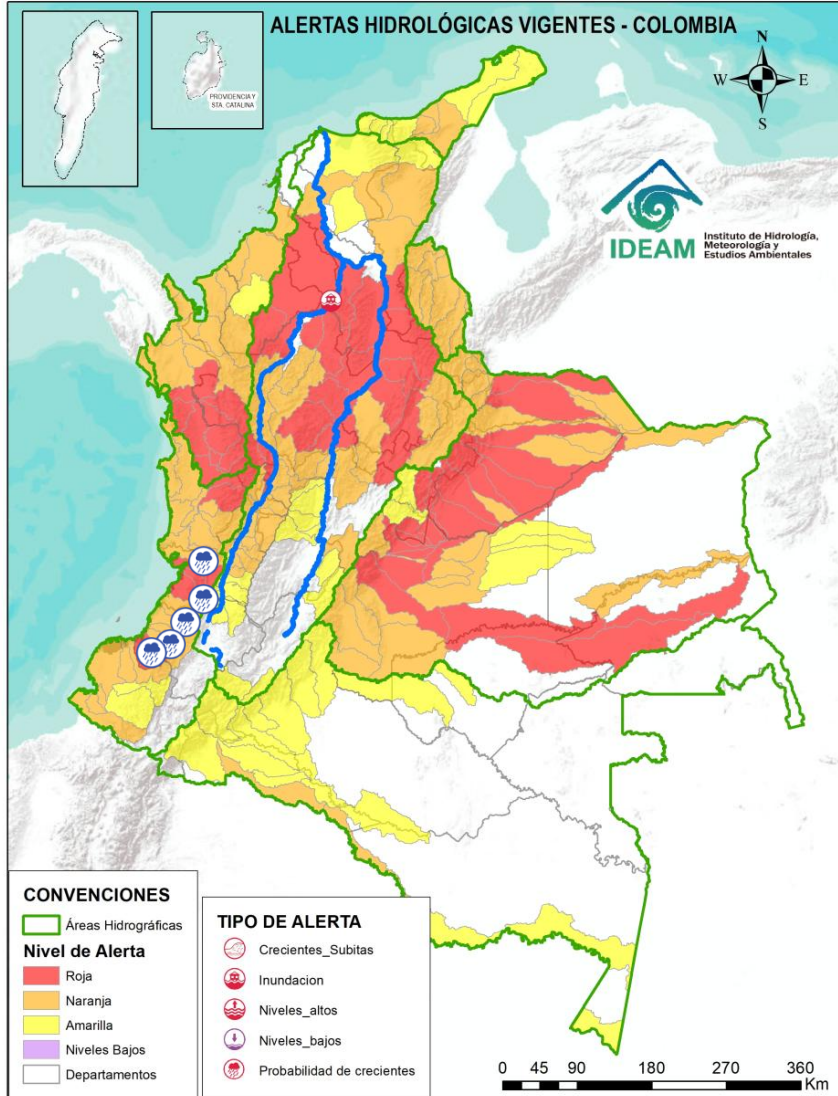 ALERTAS HIDROLÓGICAS VIGENTES - COLOMBIA
PROVIDENCIA Y
STA. CATALINA
N
W
E
S
IDEAM
Instituto de Hidrología,
Meteorología y
Estudios Ambientales
CONVENCIONES
Áreas Hidrográficas
Nivel de Alerta
Roja
Naranja
Amarilla
Niveles Bajos
Departamentos
TIPO DE ALERTA
Crecientes_Subitas
Inundacion
Niveles_altos
Niveles_bajos
Probabilidad de crecientes
0 45 90 180 270 360
Km